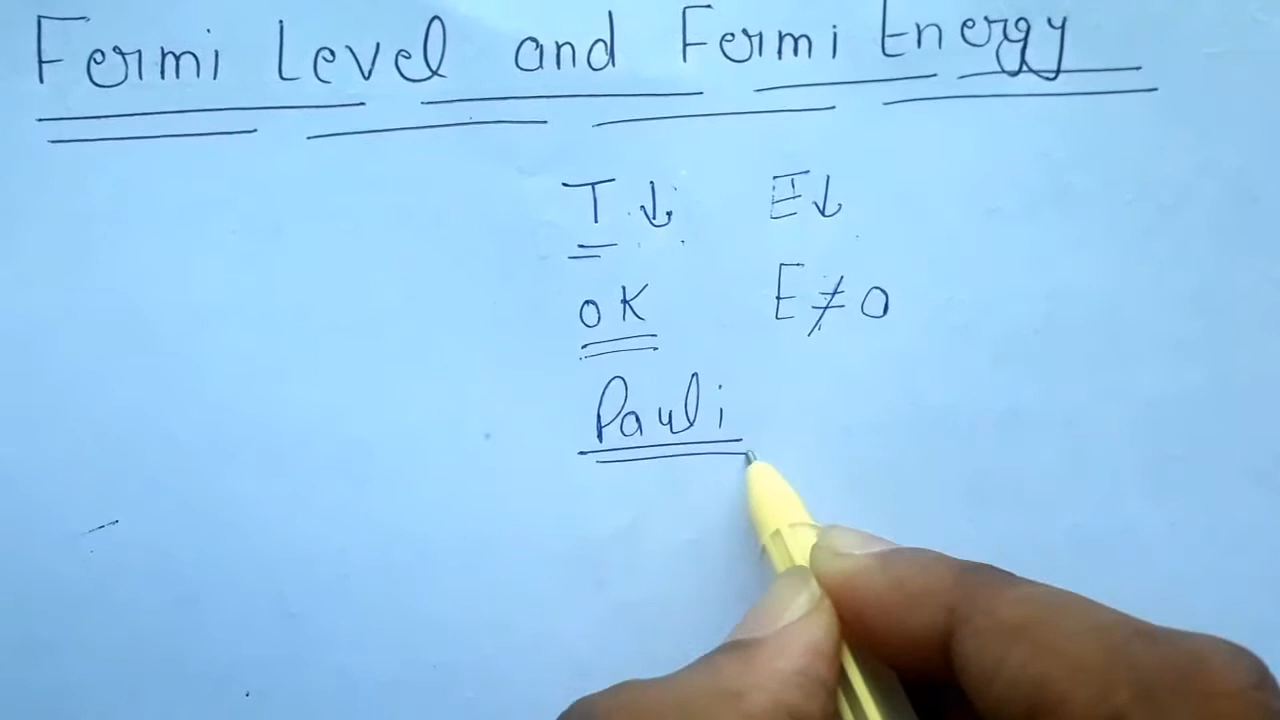 Fermi Level and Fermi Energy
T ↓ E ↓
0K E ≠ 0
Pauli